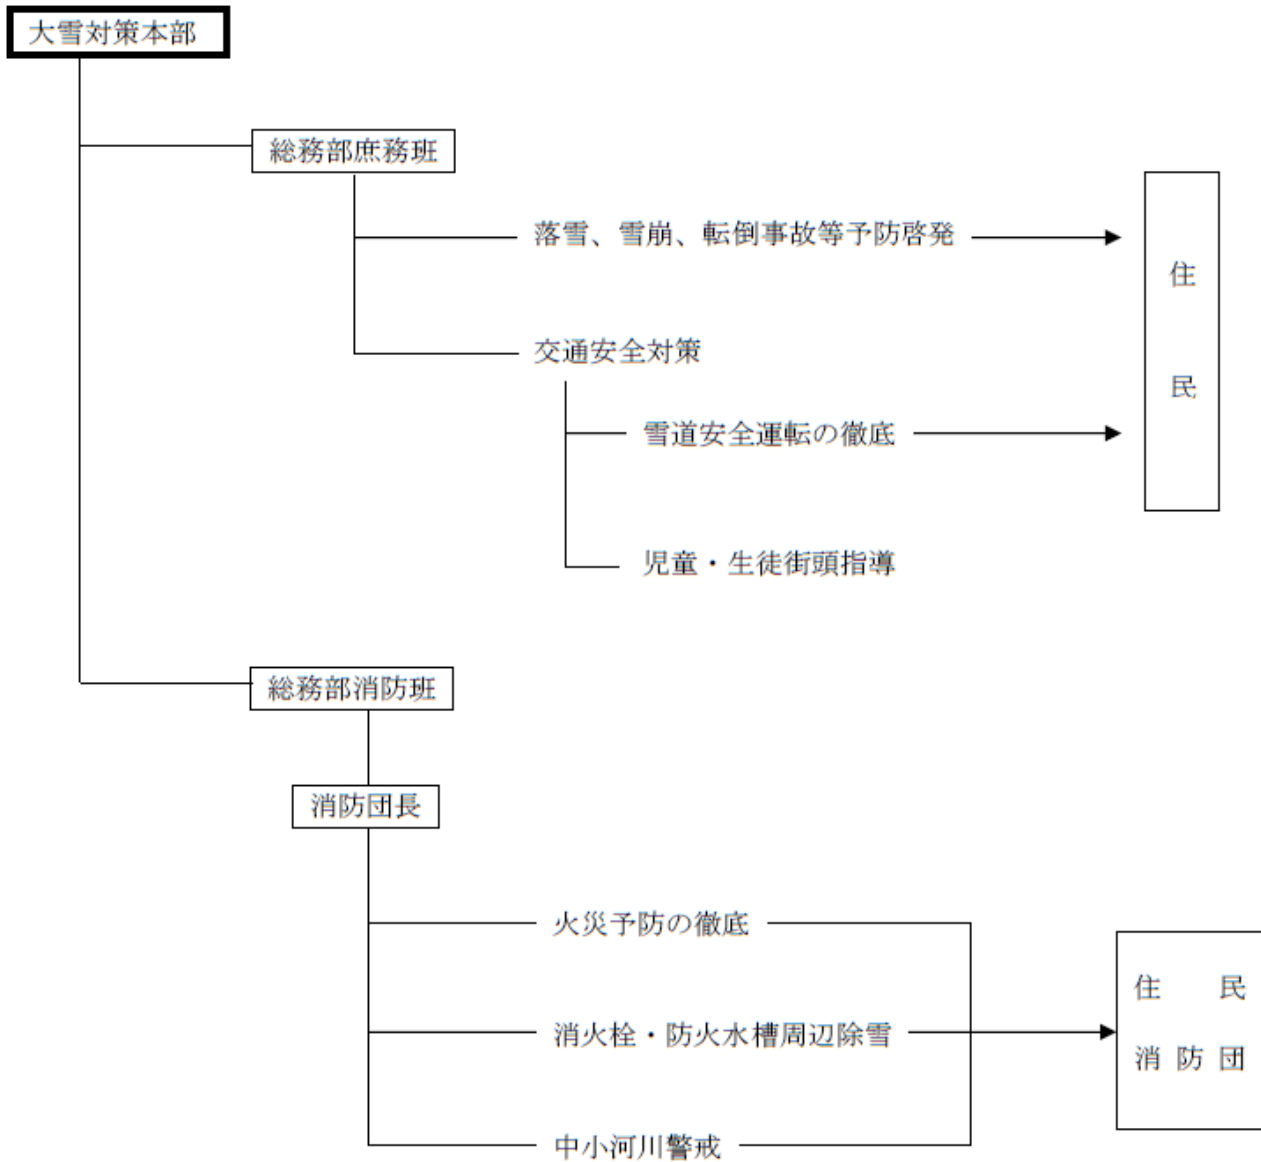 大雪対策本部
総務部庶務班
落雪、雪崩、転倒事故等予防啓発
住民
交通安全対策
雪道安全運転の徹底
児童・生徒街頭指導
総務部消防班
消防団長
火災予防の徹底
消火栓・防火水槽周辺除雪
中小河川警戒
住民
消防団